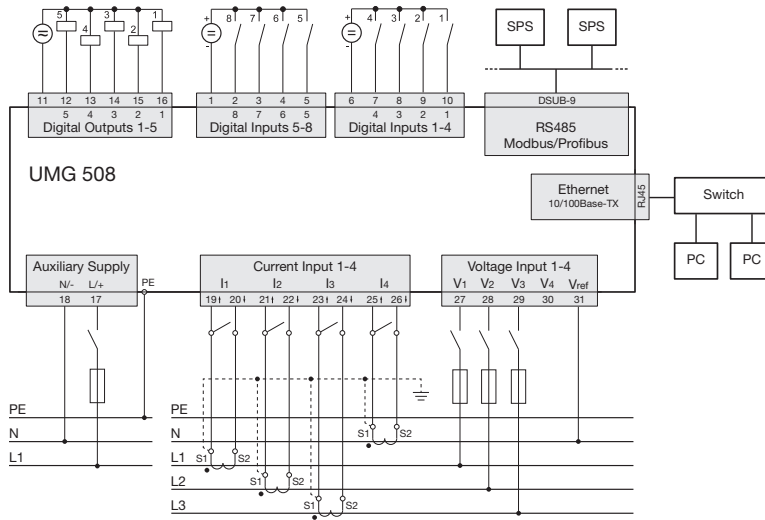 5 4 3 2 1
8 7 6 5
4 3 2 1
SPS SPS
+ -
+ -
11 12 13 14 15 16
5 4 3 2 1
Digital Outputs 1-5
1 2 3 4 5
8 7 6 5
Digital Inputs 5-8
6 7 8 9 10
4 3 2 1
Digital Inputs 1-4
DSUB-9
RS485
Modbus/Profibus
UMG 508
Ethernet
10/100Base-TX
RJ45
Switch
PC PC
Auxiliary Supply
N/- L/+
18 17
PE
Current Input 1-4
I1 I2 I3 I4
19 20 21 22 23 24 25 26
Voltage Input 1-4
V1 V2 V3 V4 Vref
27 28 29 30 31
PE
N
L1
PE
N
S1 S2
L1
S1 S2
L2
S1 S2
L3
S1 S2